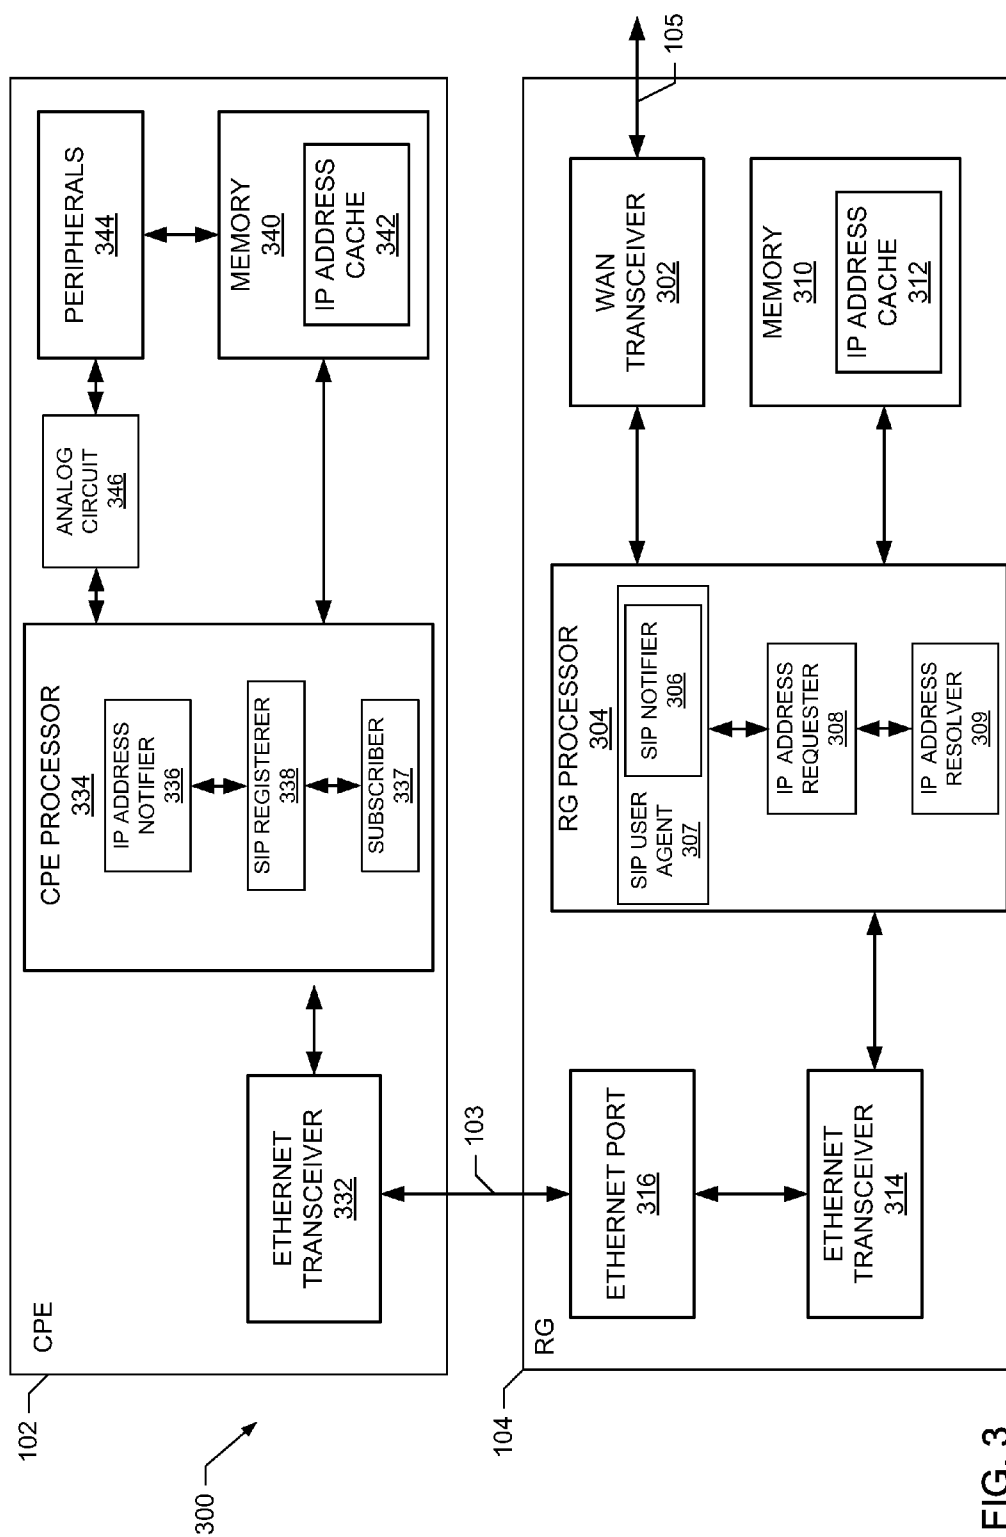 300
102
CPE
ETHERNET
TRANSCEIVER
332
CPE PROCESSOR
334
IP ADDRESS
NOTIFIER
336
SIP REGISTERER
338
SUBSCRIBER
337
ANALOG
CIRCUIT
346
PERIPHERALS
344
MEMORY
340
IP ADDRESS
CACHE
342
103
104
RG
ETHERNET PORT
316
ETHERNET
TRANSCEIVER
314
RG PROCESSOR
304
SIP USER
AGENT
307
SIP NOTIFIER
306
IP ADDRESS
REQUESTER
308
IP ADDRESS
RESOLVER
309
WAN
TRANSCEIVER
302
105
MEMORY
310
IP ADDRESS
CACHE
312
FIG. 3